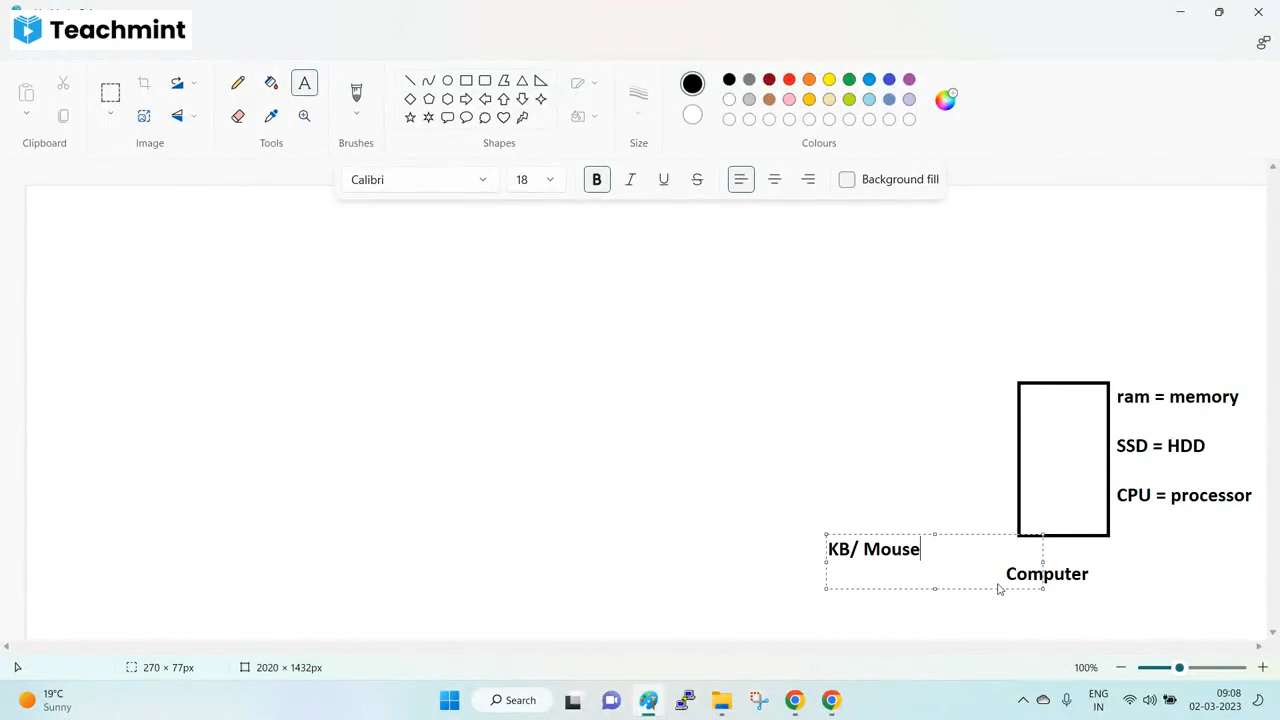 Teachmint
Clipboard
Image
Tools
Brushes
Shapes
Size
Colours
Calibri
18
B
I
U
S
Background fill
ram = memory
SSD = HDD
CPU = processor
KB/ Mouse
Computer
270 × 77px
2020 × 1432px
100%
19°C
Sunny
Search
ENG
IN
09:08
02-03-2023